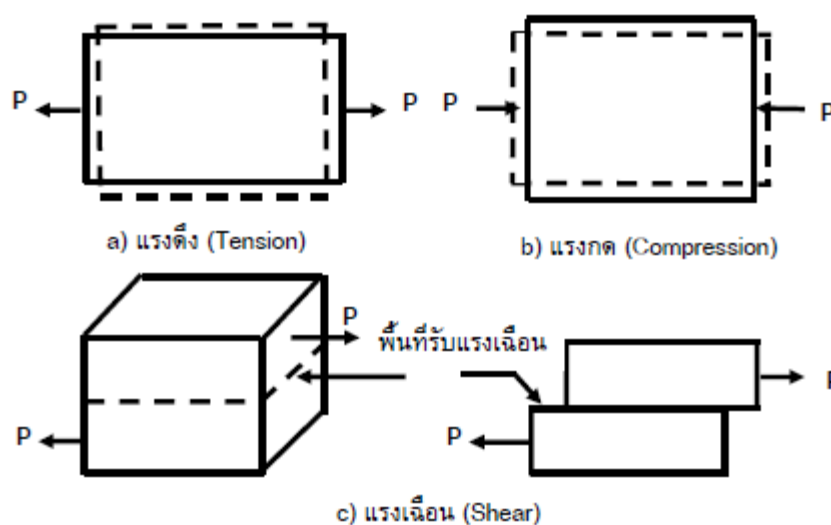 P
P
P
P
a) แรงดึง (Tension)
b) แรงกด (Compression)
P
พื้นที่รับแรงเฉือน
P
P
P
c) แรงเฉือน (Shear)